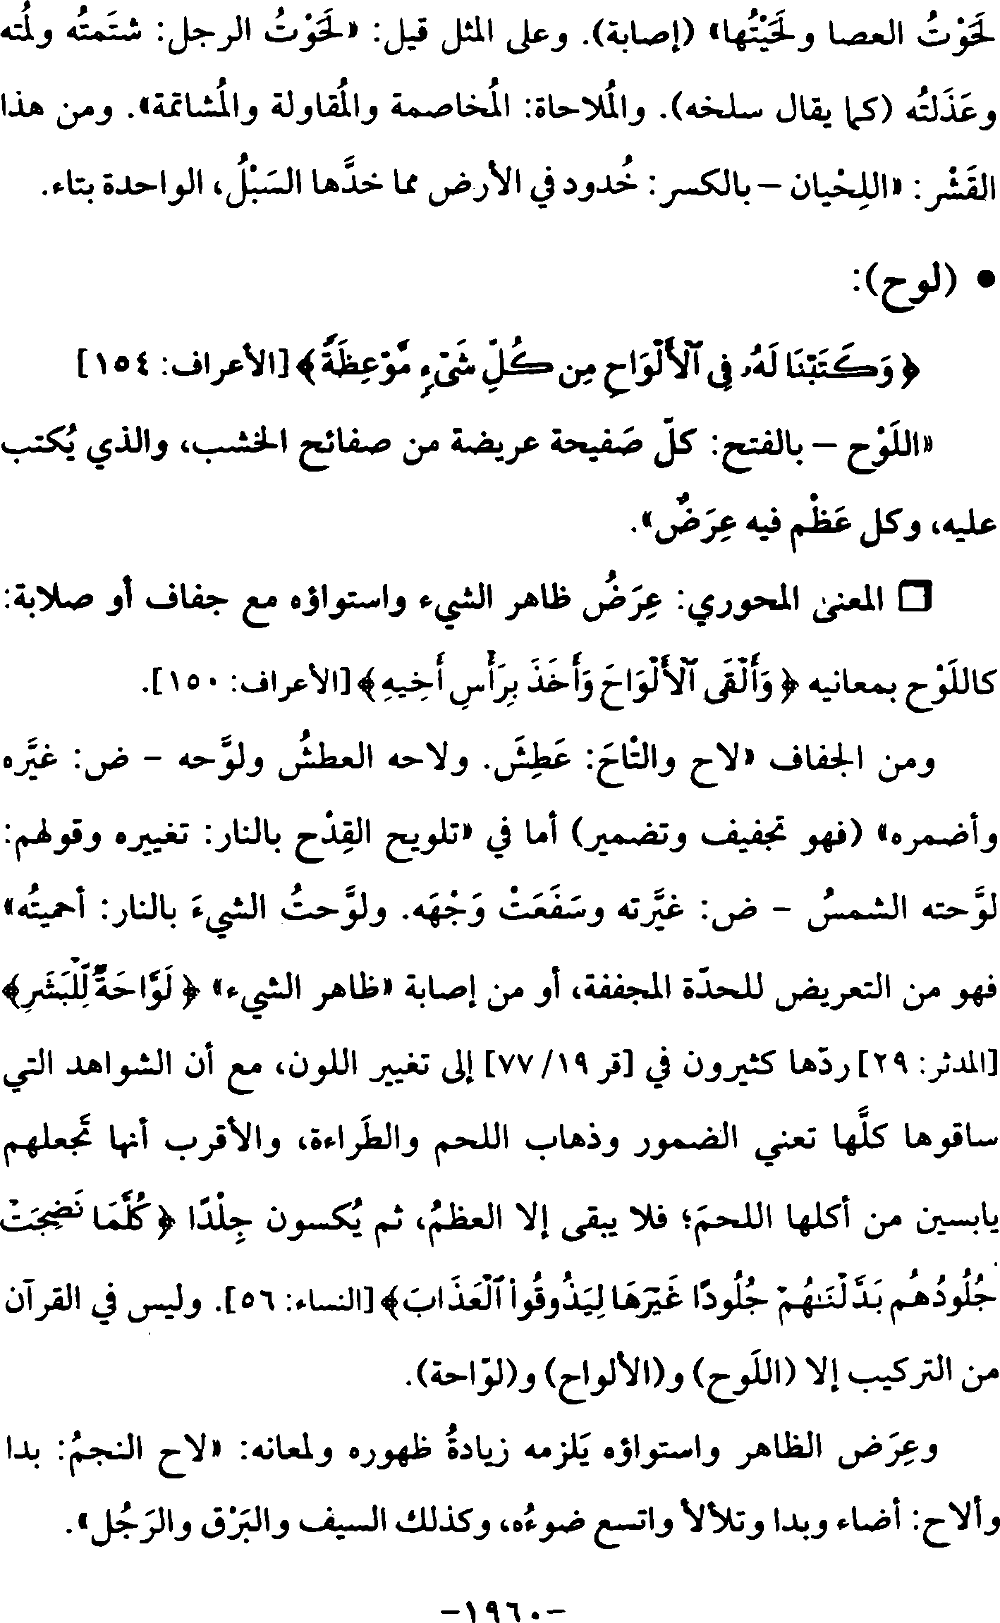 لَحَوْتُ العصا ولَحَيْتُها» (إصابة). وعلى المثل قيل: «لَحَوْتُ الرجل: شتَمتُه ولُمته
وعَذَلتُه (كما يقال سلخه). والمُلاحاة: المُخاصمة والمُقاولة والمُشاتمة». ومن هذا
القَشْر: «اللِحْيان – بالكسر: خُدود في الأرض مما خدَّها السَيْلُ، الواحدة بتاء.
• (لوح):
﴿وَكَتَبْنَا لَهُۥ فِى ٱلْأَلْوَاحِ مِن كُلِّ شَىْءٍ مَّوْعِظَةً﴾ [الأعراف: ١٥٤]
«اللَوْح – بالفتح: كلّ صَفيحة عريضة من صفائح الخشب، والذي يُكتب
عليه، وكل عَظْم فيه عِرَضٌ».
❒ المعنى المحوري: عِرَضُ ظاهر الشيء واستواؤه مع جفاف أو صلابة:
كاللَوْح بمعانيه ﴿وَأَلْقَى ٱلْأَلْوَاحَ وَأَخَذَ بِرَأْسِ أَخِيهِ﴾ [الأعراف: ١٥٠].
ومن الجفاف «لاح والتْاحَ: عَطِشَ. ولاحه العطشُ ولوَّحه – ض: غيَّره
وأضمره» (فهو تجفيف وتضمير) أما في «تلويح القِدْح بالنار: تغييره وقولهم:
لوَّحته الشمسُ – ض: غيَّرته وسَفَعَتْ وَجْهَه. ولوَّحتُ الشيءَ بالنار: أحميتُه»
فهو من التعريض للحدّة المجففة، أو من إصابة «ظاهر الشيء» ﴿لَوَّاحَةٌ لِّلْبَشَرِ﴾
[المدثر: ٢٩] ردّها كثيرون في [قر ١٩/ ٧٧] إلى تغيير اللون، مع أن الشواهد التي
ساقوها كلَّها تعني الضمور وذهاب اللحم والطَراءة، والأقرب أنها تَجعلهم
يابسين من أكلها اللحمَ؛ فلا يبقى إلا العظمُ، ثم يُكسون جِلْدًا ﴿كُلَّمَا نَضِجَتْ
جُلُودُهُم بَدَّلْنَٰهُمْ جُلُودًا غَيْرَهَا لِيَذُوقُوا۟ ٱلْعَذَابَ﴾ [النساء: ٥٦]. وليس في القرآن
من التركيب إلا (اللَوح) و(الألواح) و(لوّاحة).
وعِرَض الظاهر واستواؤه يَلزمه زيادةُ ظهوره ولمعانه: «لاح النجمُ: بدا
وألاح: أضاء وبدا وتلألأ واتسع ضوءُه، وكذلك السيف والبَرْق والرَجُل».
-١٩٦٠-